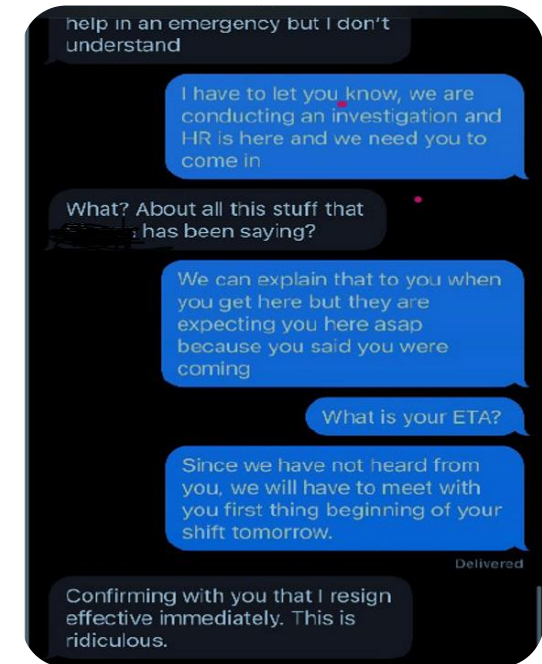 help in an emergency but I don't
understand
I have to let you know, we are
conducting an investigation and
HR is here and we need you to
come in
What? About all this stuff that
has been saying?
We can explain that to you when
you get here but they are
expecting you here asap
because you said you were
coming
What is your ETA?
Since we have not heard from
you, we will have to meet with
you first thing beginning of your
shift tomorrow.
Delivered
Confirming with you that I resign
effective immediately. This is
ridiculous.